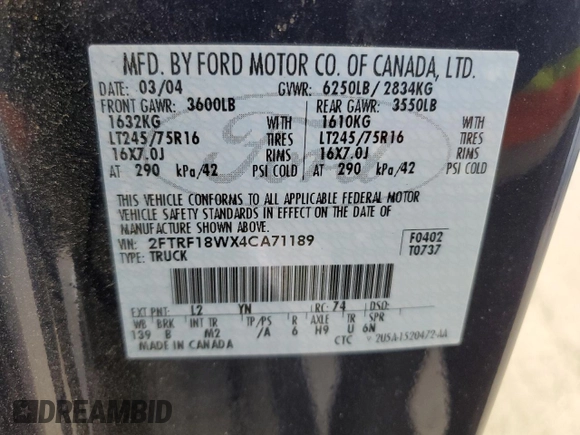 MFD. BY FORD MOTOR CO. OF CANADA, LTD.
DATE: 03/04 GVWR: 6250LB/ 2834KG
FRONT GAWR: 3600LB REAR GAWR: 3550LB
1632KG WITH 1610KG WITH
LT245/75R16 TIRES LT245/75R16 TIRES
16X7.0J RIMS 16X7.0J RIMS
AT 290 kPa/42 PSI COLD AT 290 kPa/42 PSI COLD
THIS VEHICLE CONFORMS TO ALL APPLICABLE FEDERAL MOTOR
VEHICLE SAFETY STANDARDS IN EFFECT ON THE DATE OF
MANUFACTURE SHOWN ABOVE.
VIN: 2FTRF18WX4CA71189 F0402
TYPE: TRUCK T0737
EXT PNT: L2 YN RC: 74 DSO:
WB BRK INT TR TP/PS R AXLE TR SPR
139 B M2 /A 6 H9 U 6N
MADE IN CANADA CTC
Ford
DREAMBID